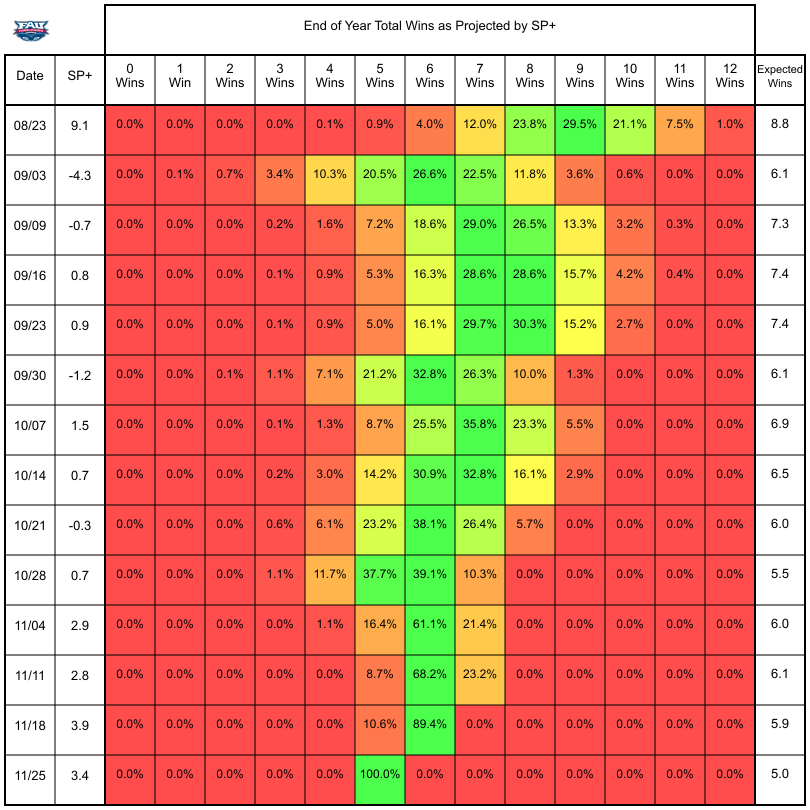 FAU
End of Year Total Wins as Projected by SP+
Date SP+ 0 Wins 1 Win 2 Wins 3 Wins 4 Wins 5 Wins 6 Wins 7 Wins 8 Wins 9 Wins 10 Wins 11 Wins 12 Wins Expected Wins
08/23 9.1 0.0% 0.0% 0.0% 0.0% 0.1% 0.9% 4.0% 12.0% 23.8% 29.5% 21.1% 7.5% 1.0% 8.8
09/03 -4.3 0.0% 0.1% 0.7% 3.4% 10.3% 20.5% 26.6% 22.5% 11.8% 3.6% 0.6% 0.0% 0.0% 6.1
09/09 -0.7 0.0% 0.0% 0.0% 0.2% 1.6% 7.2% 18.6% 29.0% 26.5% 13.3% 3.2% 0.3% 0.0% 7.3
09/16 0.8 0.0% 0.0% 0.0% 0.1% 0.9% 5.3% 16.3% 28.6% 28.6% 15.7% 4.2% 0.4% 0.0% 7.4
09/23 0.9 0.0% 0.0% 0.0% 0.1% 0.9% 5.0% 16.1% 29.7% 30.3% 15.2% 2.7% 0.0% 0.0% 7.4
09/30 -1.2 0.0% 0.0% 0.1% 1.1% 7.1% 21.2% 32.8% 26.3% 10.0% 1.3% 0.0% 0.0% 0.0% 6.1
10/07 1.5 0.0% 0.0% 0.0% 0.1% 1.3% 8.7% 25.5% 35.8% 23.3% 5.5% 0.0% 0.0% 0.0% 6.9
10/14 0.7 0.0% 0.0% 0.0% 0.2% 3.0% 14.2% 30.9% 32.8% 16.1% 2.9% 0.0% 0.0% 0.0% 6.5
10/21 -0.3 0.0% 0.0% 0.0% 0.6% 6.1% 23.2% 38.1% 26.4% 5.7% 0.0% 0.0% 0.0% 0.0% 6.0
10/28 0.7 0.0% 0.0% 0.0% 1.1% 11.7% 37.7% 39.1% 10.3% 0.0% 0.0% 0.0% 0.0% 0.0% 5.5
11/04 2.9 0.0% 0.0% 0.0% 0.0% 1.1% 16.4% 61.1% 21.4% 0.0% 0.0% 0.0% 0.0% 0.0% 6.0
11/11 2.8 0.0% 0.0% 0.0% 0.0% 0.0% 8.7% 68.2% 23.2% 0.0% 0.0% 0.0% 0.0% 0.0% 6.1
11/18 3.9 0.0% 0.0% 0.0% 0.0% 0.0% 10.6% 89.4% 0.0% 0.0% 0.0% 0.0% 0.0% 0.0% 5.9
11/25 3.4 0.0% 0.0% 0.0% 0.0% 0.0% 100.0% 0.0% 0.0% 0.0% 0.0% 0.0% 0.0% 0.0% 5.0